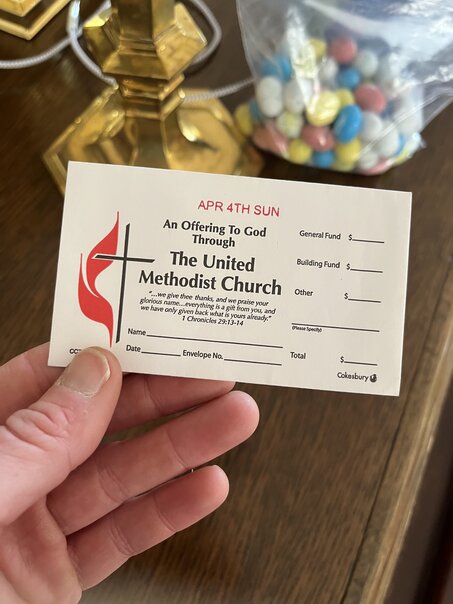 APR 4TH SUN
An Offering To God
Through
The United
Methodist Church
"...we give thee thanks, and we praise your
glorious name...everything is a gift from you, and
we have only given back what is yours already."
1 Chronicles 29:13-14
Name
Date Envelope No.
General Fund $
Building Fund $
Other $
(Please Specify)
Total $
Cokesbury